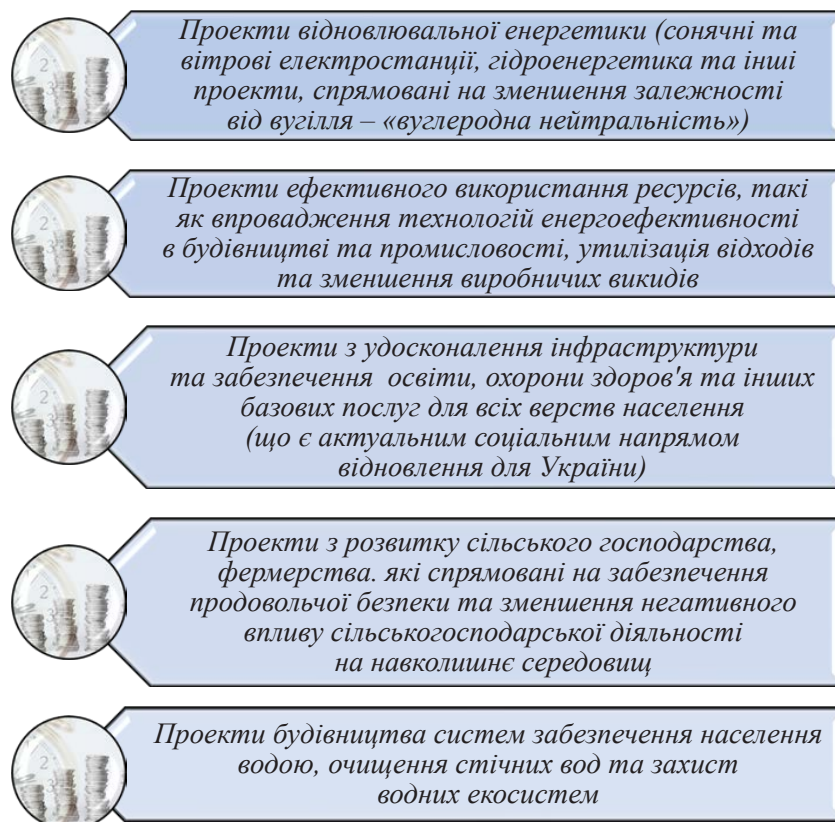 Проекти відновлювальної енергетики (сонячні та
вітрові електростанції, гідроенергетика та інші
проекти, спрямовані на зменшення залежності
від вугілля – «вуглеродна нейтральність»)
Проекти ефективного використання ресурсів, такі
як впровадження технологій енергоефективності
в будівництві та промисловості, утилізація відходів
та зменшення виробничих викидів
Проекти з удосконалення інфраструктури
та забезпечення освіти, охорони здоров'я та інших
базових послуг для всіх верств населення
(що є актуальним соціальним напрямом
відновлення для України)
Проекти з розвитку сільського господарства,
фермерства. які спрямовані на забезпечення
продовольчої безпеки та зменшення негативного
впливу сільськогосподарської діяльності
на навколишнє середовищ
Проекти будівництва систем забезпечення населення
водою, очищення стічних вод та захист
водних екосистем